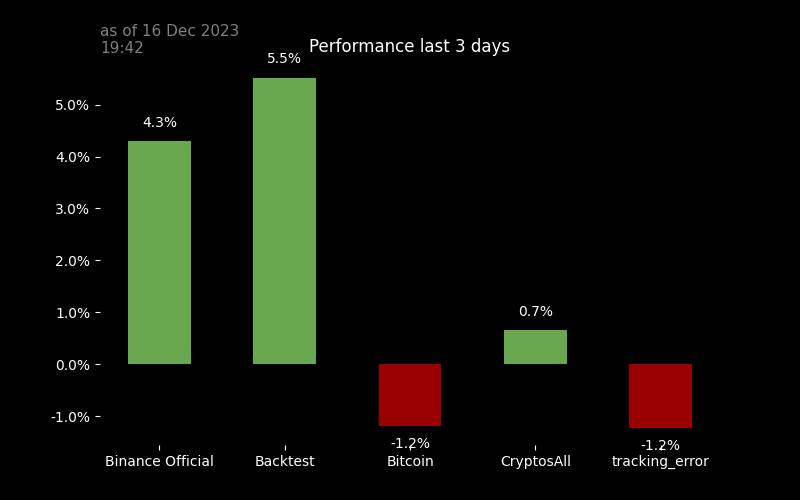 as of 16 Dec 2023
19:42
Performance last 3 days
5.5%
4.3%
0.7%
-1.2%
-1.2%
5.0%
4.0%
3.0%
2.0%
1.0%
0.0%
-1.0%
Binance Official
Backtest
Bitcoin
CryptosAll
tracking_error